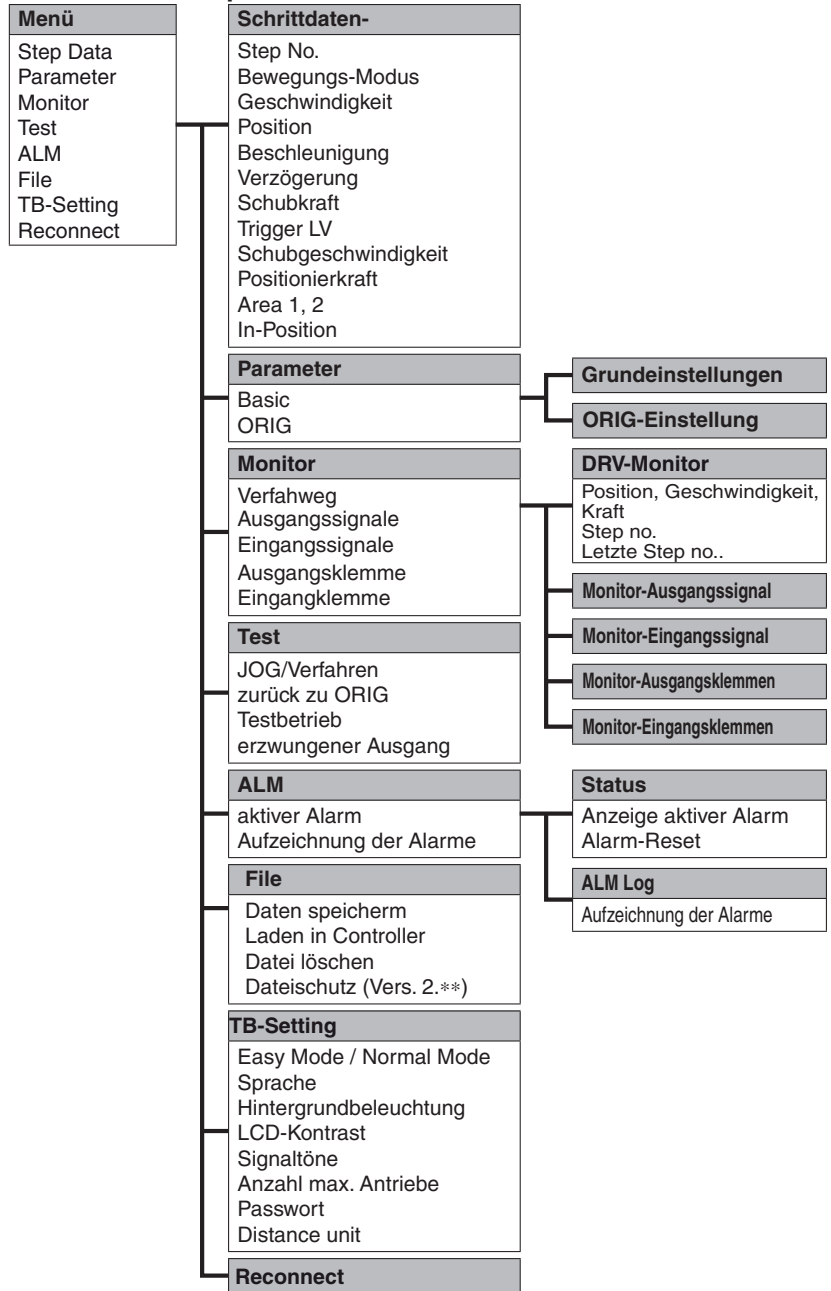 Menü
Step Data
Parameter
Monitor
Test
ALM
File
TB-Setting
Reconnect
Schrittdaten-
Step No.
Bewegungs-Modus
Geschwindigkeit
Position
Beschleunigung
Verzögerung
Schubkraft
Trigger LV
Schubgeschwindigkeit
Positionierkraft
Area 1, 2
In-Position
Parameter
Basic
ORIG
Grundeinstellungen
ORIG-Einstellung
Monitor
Verfahweg
Ausgangssignale
Eingangssignale
Ausgangsklemme
Eingangklemme
DRV-Monitor
Position, Geschwindigkeit,
Kraft
Step no.
Letzte Step no..
Monitor-Ausgangssignal
Monitor-Eingangssignal
Monitor-Ausgangsklemmen
Monitor-Eingangsklemmen
Test
JOG/Verfahren
zurück zu ORIG
Testbetrieb
erzwungener Ausgang
ALM
aktiver Alarm
Aufzeichnung der Alarme
Status
Anzeige aktiver Alarm
Alarm-Reset
ALM Log
Aufzeichnung der Alarme
File
Daten speicherm
Laden in Controller
Datei löschen
Dateischutz (Vers. 2.**)
TB-Setting
Easy Mode / Normal Mode
Sprache
Hintergrundbeleuchtung
LCD-Kontrast
Signaltöne
Anzahl max. Antriebe
Passwort
Distance unit
Reconnect